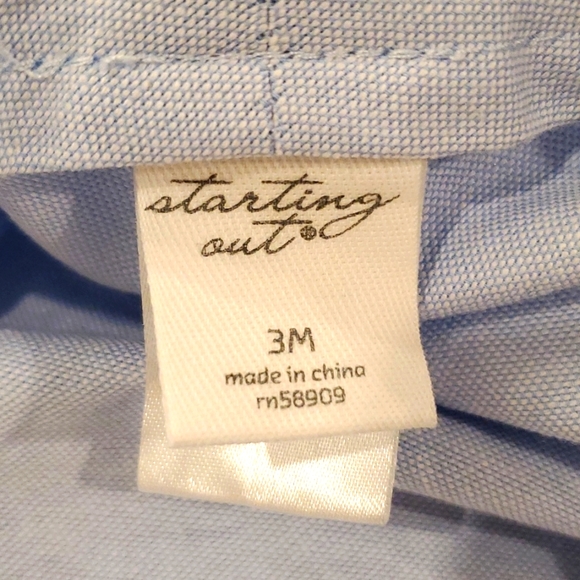 starting
out®
3M
made in china
rn58909